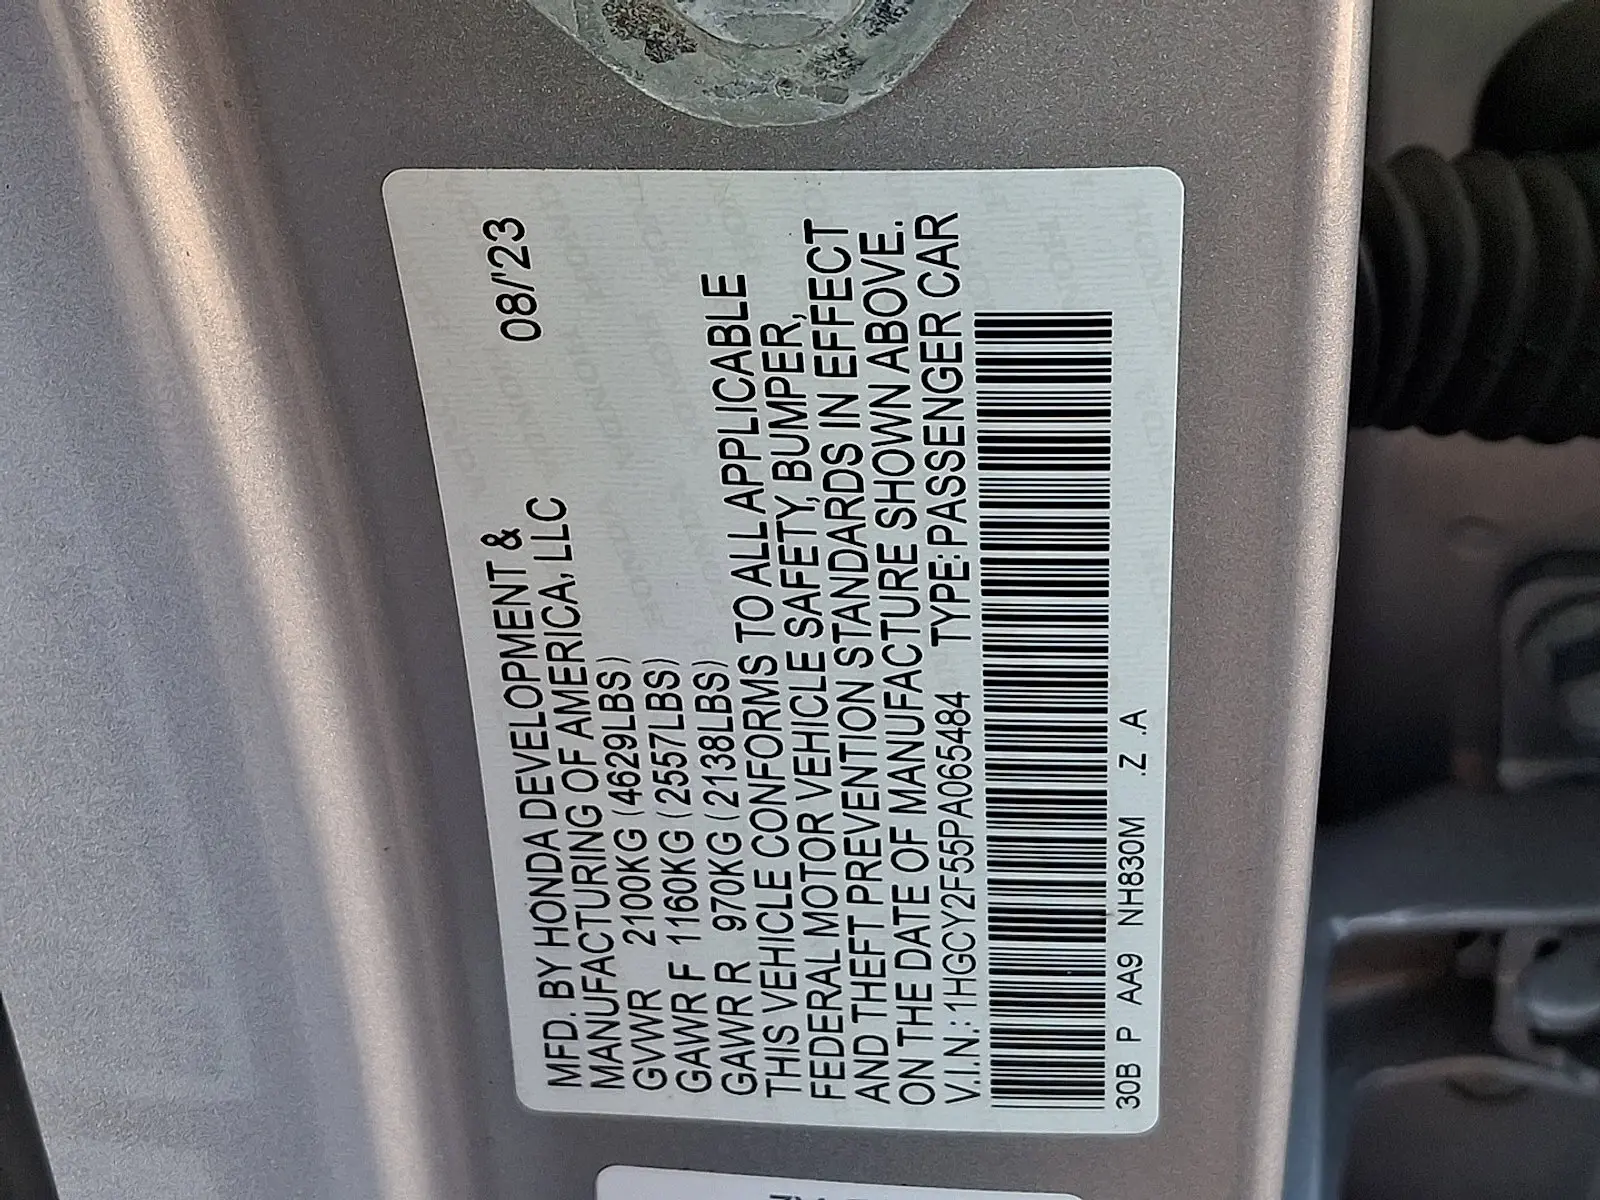 MFD. BY HONDA DEVELOPMENT & 08/'23
MANUFACTURING OF AMERICA, LLC
GVWR 2100KG (4629LBS)
GAWR F 1160KG (2557LBS)
GAWR R 970KG (2138LBS)
THIS VEHICLE CONFORMS TO ALL APPLICABLE
FEDERAL MOTOR VEHICLE SAFETY, BUMPER,
AND THEFT PREVENTION STANDARDS IN EFFECT
ON THE DATE OF MANUFACTURE SHOWN ABOVE.
V.I.N.: 1HGCY2F55PA065484 TYPE: PASSENGER CAR
30B P AA9 NH830M .Z .A